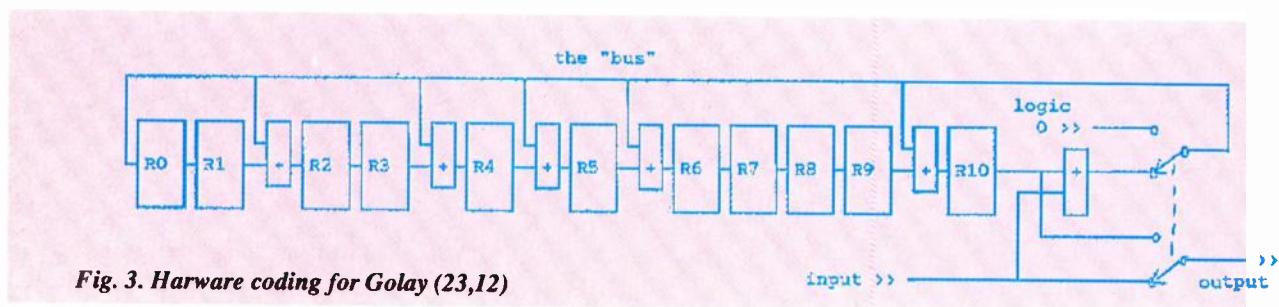 the "bus"
logic
0 >>
R0 R1 + R2 R3 + R4 + R5 + R6 R7 R8 R9 + R10 +
input >>
>>
output
Fig. 3. Harware coding for Golay (23,12)